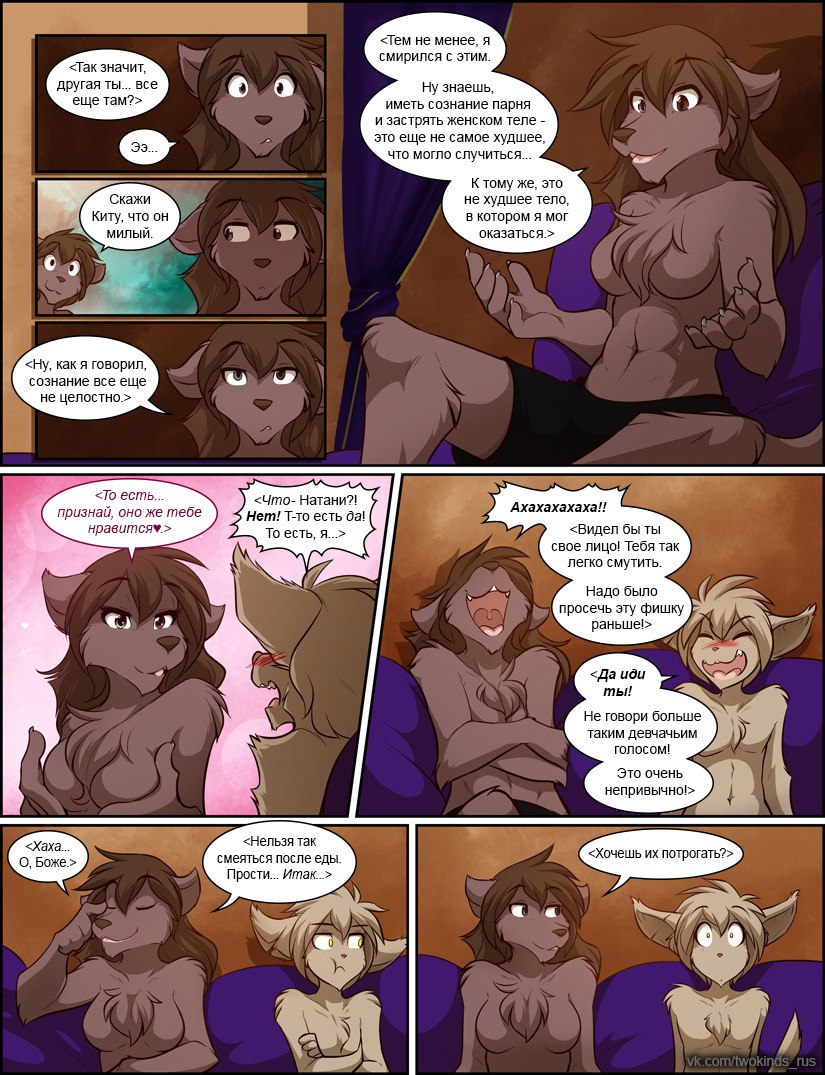 <Так значит,
другая ты... все
еще там?>
Ээ...
Скажи
Киту, что он
милый.
<Ну, как я говорил,
сознание все еще
не целостно.>
<Тем не менее, я
смирился с этим.
Ну знаешь,
иметь сознание парня
и застрять женском теле -
это еще не самое худшее,
что могло случиться...
К тому же, это
не худшее тело,
в котором я мог
оказаться.>
<То есть...
признай, оно же тебе
нравится♥.>
<Что- Натани?!
Нет! Т-то есть да!
То есть, я...>
Ахахахахаха!!
<Видел бы ты
свое лицо! Тебя так
легко смутить.
Надо было
просечь эту фишку
раньше!>
<Да иди
ты!
Не говори больше
таким девчачьим
голосом!
Это очень
непривычно!>
<Хаха...
О, Боже.>
<Нельзя так
смеяться после еды.
Прости... Итак...>
<Хочешь их потрогать?>
vk.com/twokinds_rus